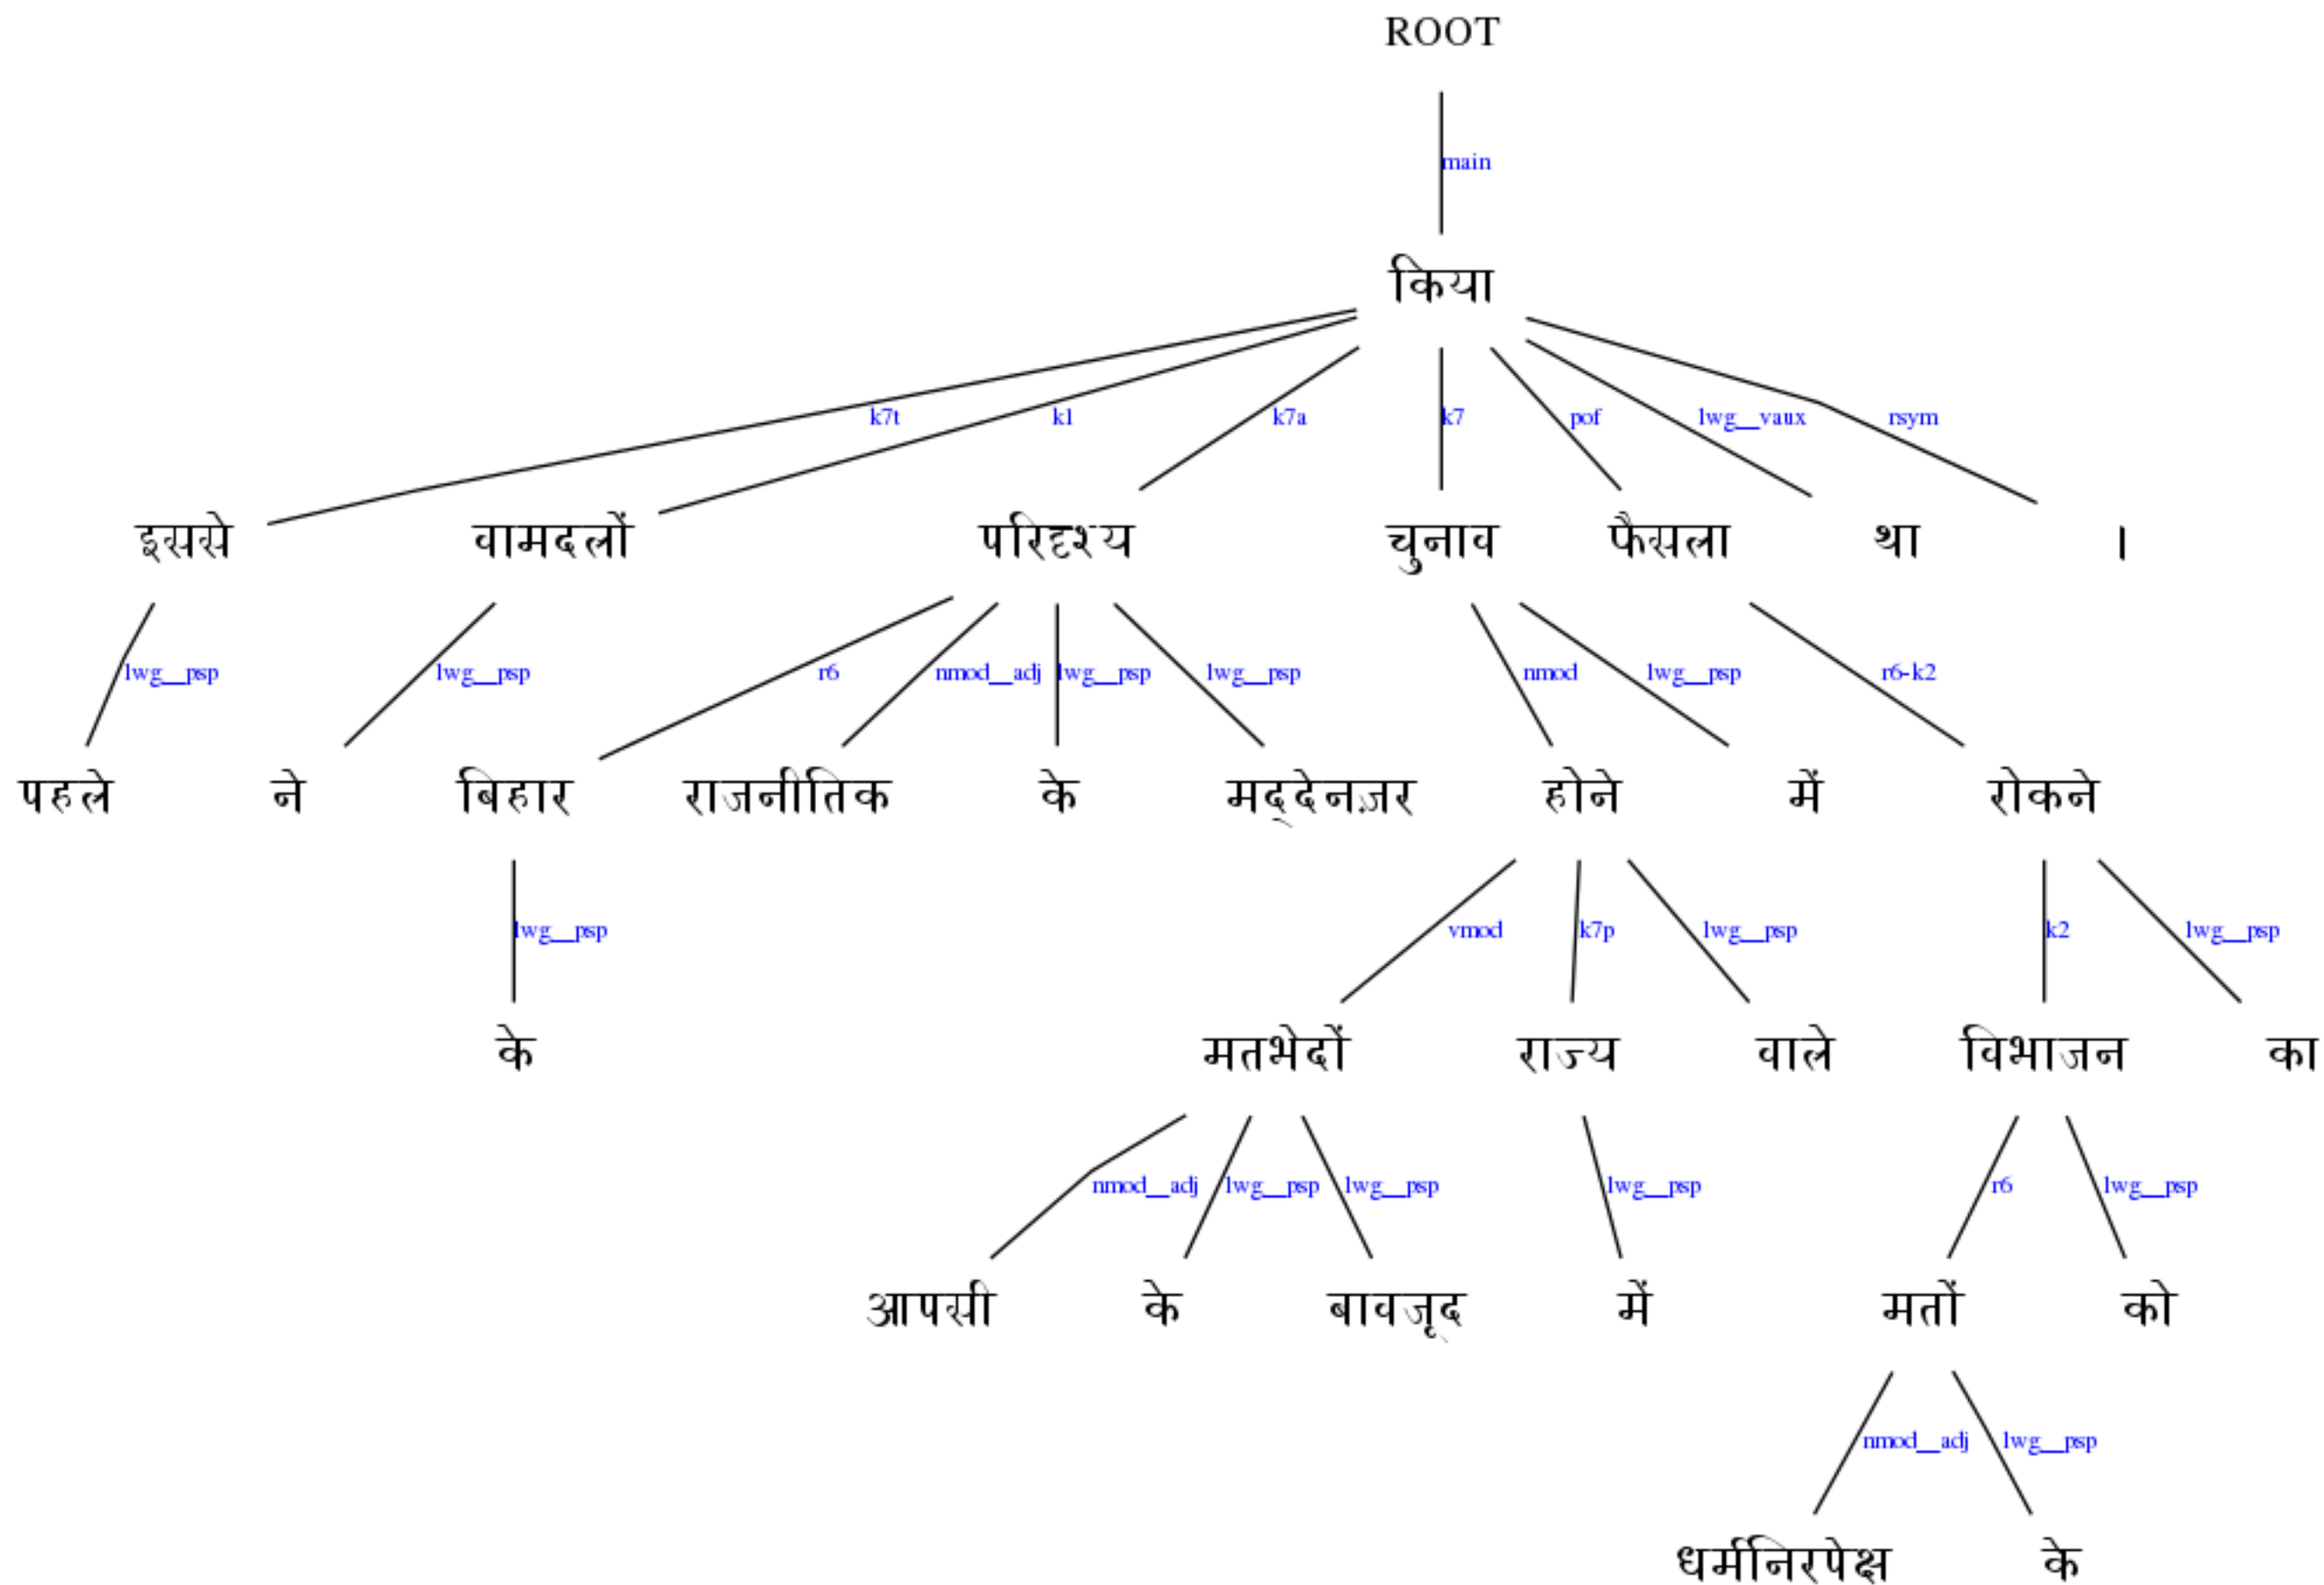 ROOT
main
किया
k7t k1 k7a k7 pof lwg__vaux rsym
इससे वामदलों परिदृश्य चुनाव फैसला था ।
lwg__psp lwg__psp r6 nmod__adj lwg__psp lwg__psp nmod lwg__psp r6-k2
पहले ने बिहार राजनीतिक के मद्देनज़र होने में रोकने
lwg__psp vmod k7p lwg__psp k2 lwg__psp
के मतभेदों राज्य वाले विभाजन का
nmod__adj lwg__psp lwg__psp lwg__psp r6 lwg__psp
आपसी के बावजूद में मतों को
nmod__adj lwg__psp
धर्मनिरपेक्ष के